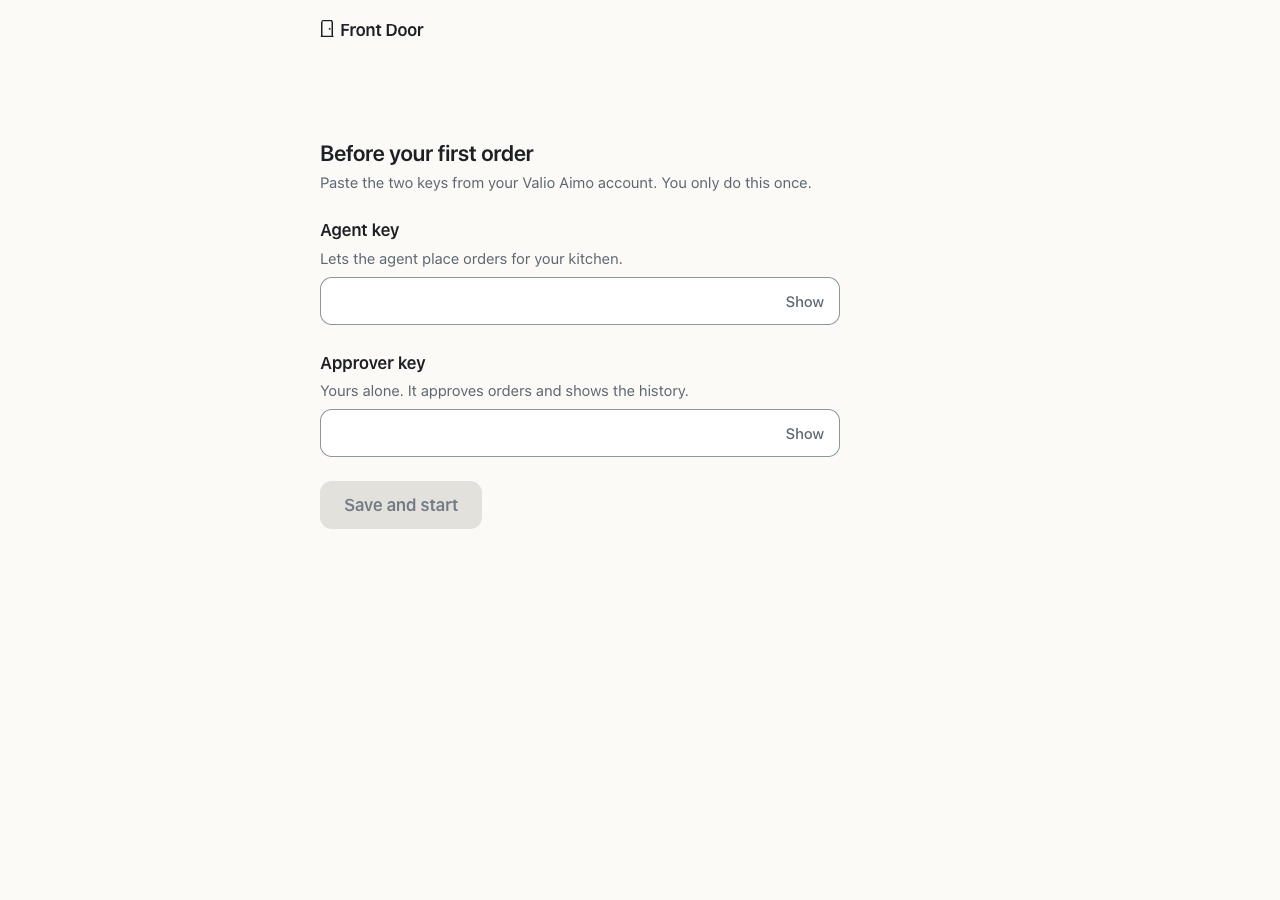 Front Door
Before your first order
Paste the two keys from your Valio Aimo account. You only do this once.
Agent key
Lets the agent place orders for your kitchen.
Show
Approver key
Yours alone. It approves orders and shows the history.
Show
Save and start